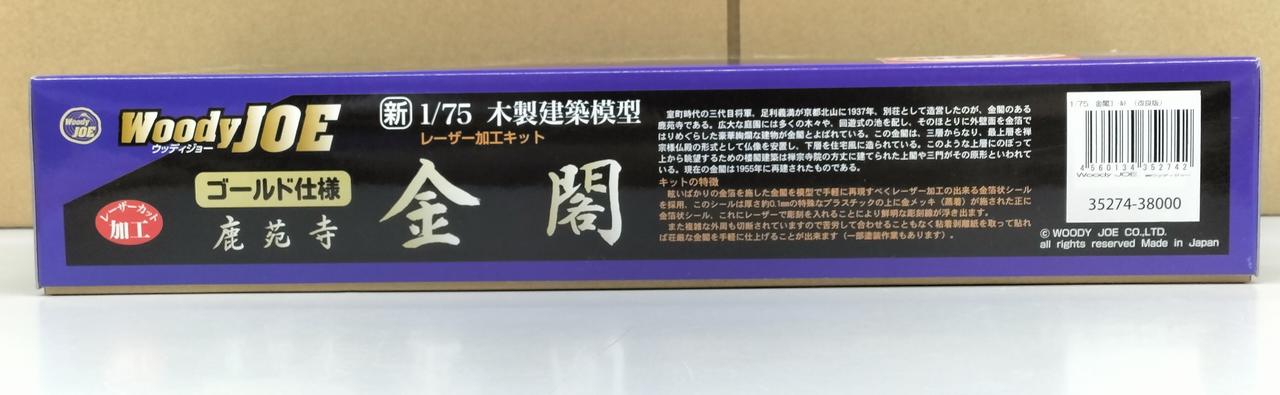 Woody JOE
WoodyJOE
ウッディジョー
新 1/75 木製建築模型
レーザー加工キット
ゴールド仕様
レーザーカット
加工
鹿苑寺
金閣
室町時代の三代目将軍、足利義満が京都北山に1937年、別荘として造営したのが、金閣のある
鹿苑寺である。広大な庭園には多くの木々や、回遊式の池を配し、そのほとりに外壁面を金箔で
はりめぐらした豪華絢爛な建物が金閣とよばれている。この金閣は、三層からなり、最上層を禅
宗様仏殿の形式として仏像を安置し、下層を住宅風に造られている。このような上層にのぼって
上から眺望するための楼閣建築は禅宗寺院の方丈に建てられた上閣や三門がその原形といわれて
いる。現在の金閣は1955年に再建されたものである。
キットの特徴
眩いばかりの金箔を施した金閣を模型で手軽に再現すべくレーザー加工の出来る金箔状シール
を採用、このシールは厚さ約0.1㎜の特殊なプラスチックの上に金メッキ（蒸着）が施された正に
金箔状シール、これにレーザーで彫刻を入れることにより鮮明な彫刻線が浮き出ます。
また複雑な外周も切断されていますので苦労して合わせることもなく粘着剥離紙を取って貼れ
ば荘厳な金閣を手軽に仕上げることが出来ます（一部塗装作業もあります）。
1/75 金閣 (改良版)
4 560134 352742
Woody JOE ウッディジョー
35274-38000
© WOODY JOE CO.,LTD.
all rights reserved Made in Japan